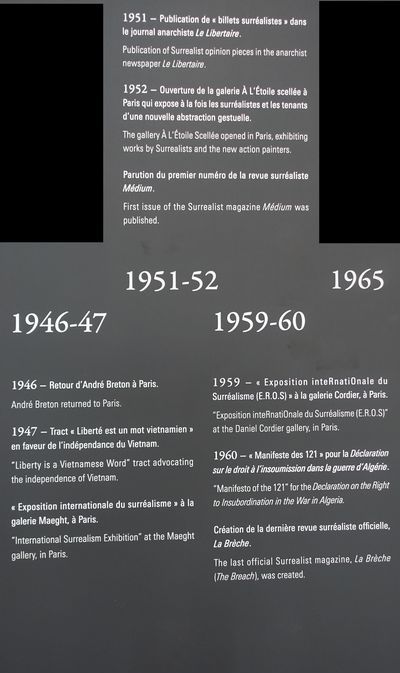 1951 – Publication de « billets surréalistes » dans
le journal anarchiste Le Libertaire.
Publication of Surrealist opinion pieces in the anarchist
newspaper Le Libertaire.
1952 – Ouverture de la galerie À L'Étoile scellée à
Paris qui expose à la fois les surréalistes et les tenants
d'une nouvelle abstraction gestuelle.
The gallery À L'Étoile Scellée opened in Paris, exhibiting
works by Surrealists and the new action painters.
Parution du premier numéro de la revue surréaliste
Médium.
First issue of the Surrealist magazine Médium was
published.
1951-52
1965
1946-47
1959-60
1946 – Retour d'André Breton à Paris.
André Breton returned to Paris.
1947 – Tract « Liberté est un mot vietnamien »
en faveur de l'indépendance du Vietnam.
"Liberty is a Vietnamese Word" tract advocating
the independence of Vietnam.
« Exposition internationale du surréalisme » à la
galerie Maeght, à Paris.
"International Surrealism Exhibition" at the Maeght
gallery, in Paris.
1959 – « Exposition inteRnatiOnale du
Surréalisme (E.R.O.S) » à la galerie Cordier, à Paris.
"Exposition inteRnatiOnale du Surréalisme (E.R.O.S)"
at the Daniel Cordier gallery, in Paris.
1960 – « Manifeste des 121 » pour la Déclaration
sur le droit à l'insoumission dans la guerre d'Algérie.
"Manifesto of the 121" for the Declaration on the Right
to Insubordination in the War in Algeria.
Création de la dernière revue surréaliste officielle,
La Brèche.
The last official Surrealist magazine, La Brèche
(The Breach), was created.